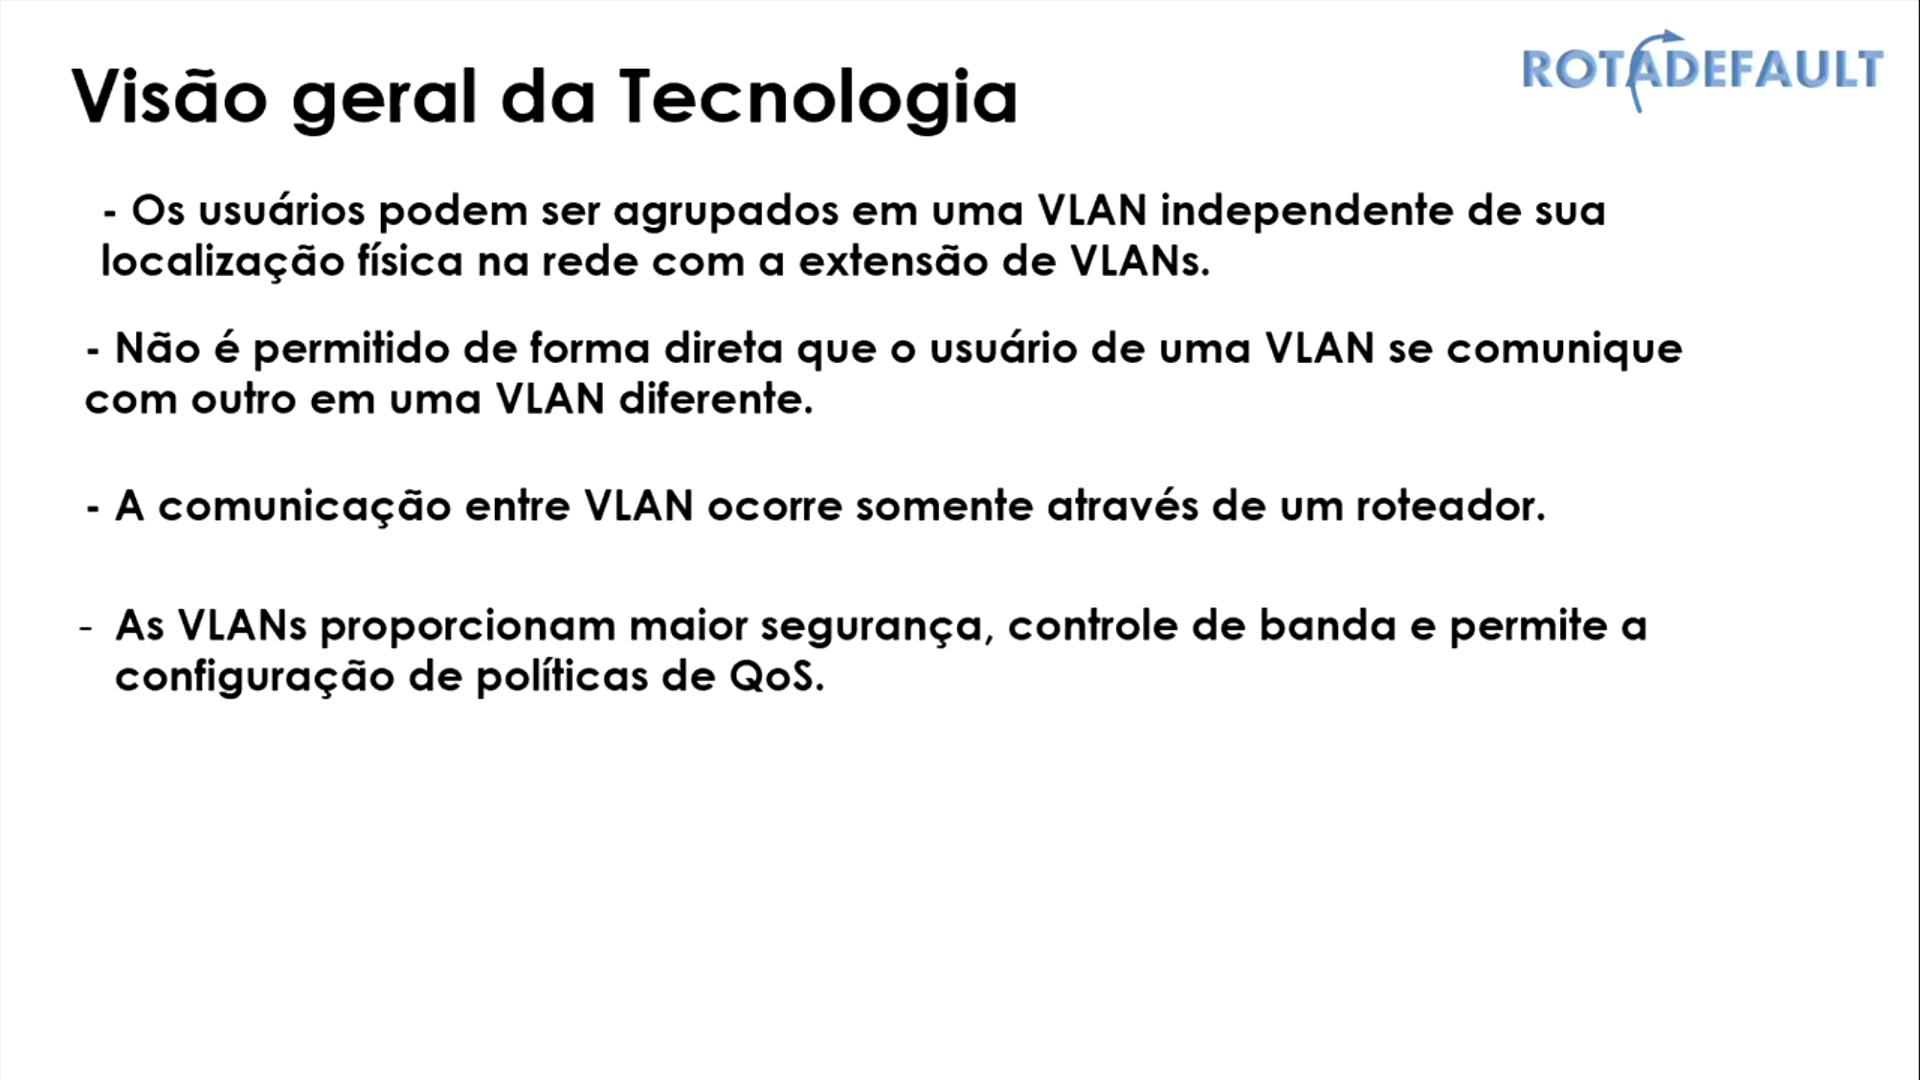 ROTADEFAULT
Visão geral da Tecnologia
- Os usuários podem ser agrupados em uma VLAN independente de sua
localização física na rede com a extensão de VLANs.
- Não é permitido de forma direta que o usuário de uma VLAN se comunique
com outro em uma VLAN diferente.
- A comunicação entre VLAN ocorre somente através de um roteador.
- As VLANs proporcionam maior segurança, controle de banda e permite a
configuração de políticas de QoS.